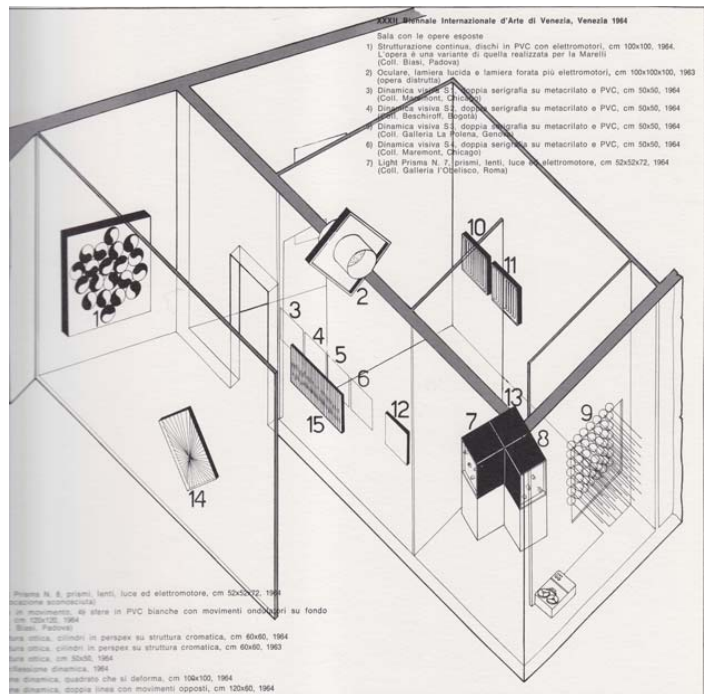 XXXII Biennale Internazionale d'Arte di Venezia, Venezia 1964
Sala con le opere esposte
1) Strutturazione continua, dischi in PVC con elettromotori, cm 100x100, 1964.
L'opera é una variante di quella realizzata per la Marelli
(Coll. Biasi, Padova)
2) Oculare, lamiera lucida e lamiera forata più elettromotori, cm 100x100x100, 1963
(opera distrutta)
3) Dinamica visiva S1, doppia serigrafia su metacrilato e PVC, cm 50x50, 1964
(Coll. Maremont, Chicago)
4) Dinamica visiva S2, doppia serigrafia su metacrilato e PVC, cm 50x50, 1964
(Coll. Beschiroff, Bogotà)
5) Dinamica visiva S3, doppia serigrafia su metacrilato e PVC, cm 50x50, 1964
(Coll. Galleria La Polena, Genova)
6) Dinamica visiva S4, doppia serigrafia su metacrilato e PVC, cm 50x50, 1964
(Coll. Maremont, Chicago)
7) Light Prisms N. 7, prismi, lenti, luce ed elettromotore, cm 52x52x72, 1964
(Coll. Galleria l'Obelisco, Roma)
10
11
1
2
3
4
5
6
15
12
13
7
8
9
14
Prisms N. 8, prismi, lenti, luce ed elettromotore, cm 52x52x72, 1964
sconosciuta)
in movimento, sfere in PVC bianche con movimenti ondulatori su fondo
cm 120x120, 1964
Biasi, Padova)
ottica, cilindri in perspex su struttura cromatica, cm 60x60, 1964
ottica, cilindri in perspex su struttura cromatica, cm 60x60, 1963
ottica, cm 50x50, 1964
dinamica, 1964
dinamica, quadrato che si deforma, cm 100x100, 1964
dinamica, doppia linea con movimenti opposti, cm 120x60, 1964